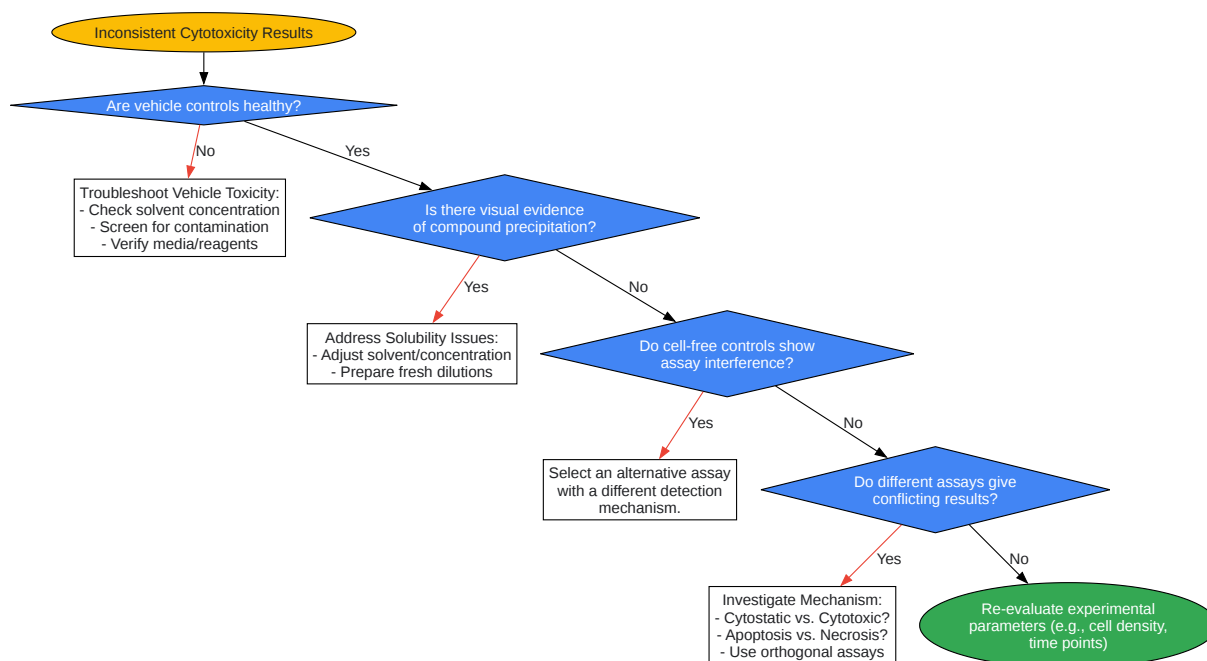 Inconsistent Cytotoxicity Results
Are vehicle controls healthy?
No
Yes
Troubleshoot Vehicle Toxicity:
- Check solvent concentration
- Screen for contamination
- Verify media/reagents
Is there visual evidence
of compound precipitation?
Yes
No
Address Solubility Issues:
- Adjust solvent/concentration
- Prepare fresh dilutions
Do cell-free controls show
assay interference?
Yes
No
Select an alternative assay
with a different detection
mechanism.
Do different assays give
conflicting results?
Yes
No
Investigate Mechanism:
- Cytostatic vs. Cytotoxic?
- Apoptosis vs. Necrosis?
- Use orthogonal assays
Re-evaluate experimental
parameters (e.g., cell density,
time points)